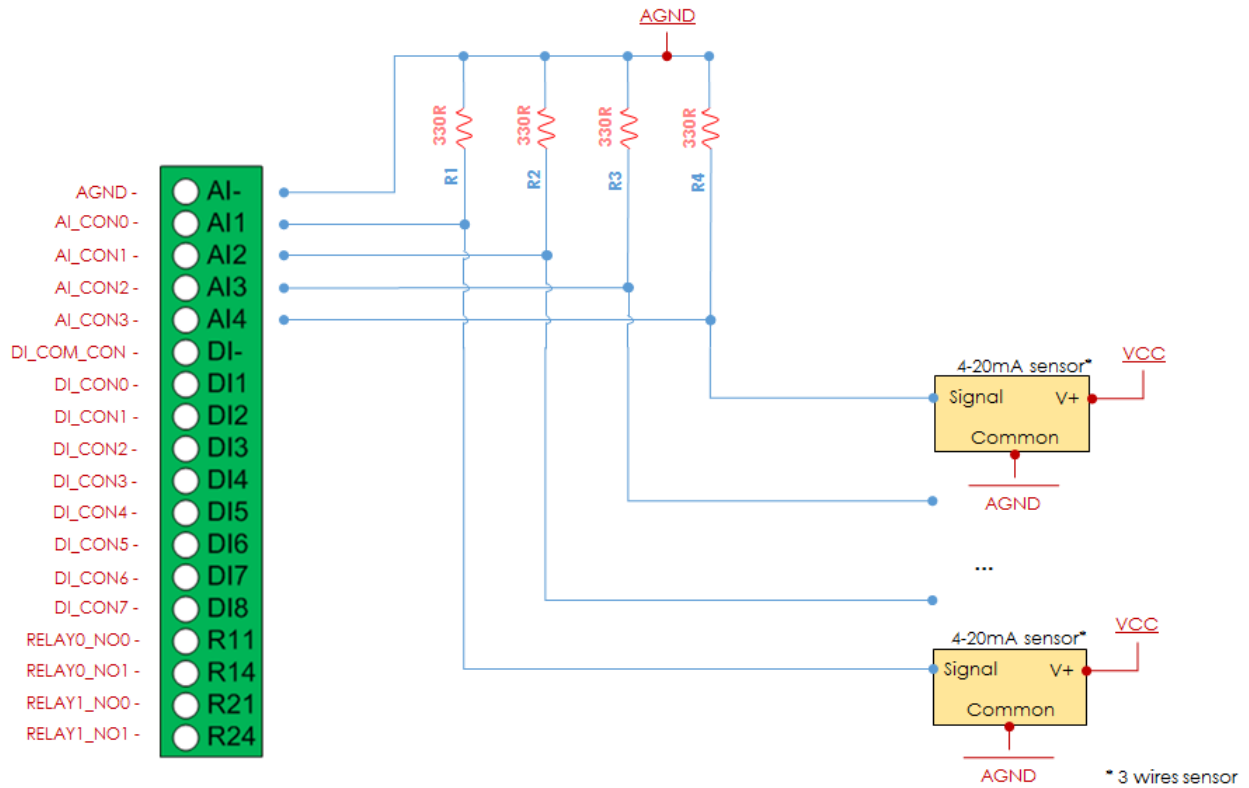 AGND
330R
330R
330R
330R
R1
R2
R3
R4
AGND - AI-
AI_CON0 - AI1
AI_CON1 - AI2
AI_CON2 - AI3
AI_CON3 - AI4
DI_COM_CON - DI-
DI_CON0 - DI1
DI_CON1 - DI2
DI_CON2 - DI3
DI_CON3 - DI4
DI_CON4 - DI5
DI_CON5 - DI6
DI_CON6 - DI7
DI_CON7 - DI8
RELAY0_NO0 - R11
RELAY0_NO1 - R14
RELAY1_NO0 - R21
RELAY1_NO1 - R24
VCC
4-20mA sensor*
Signal V+
Common
AGND
...
VCC
4-20mA sensor*
Signal V+
Common
AGND
* 3 wires sensor